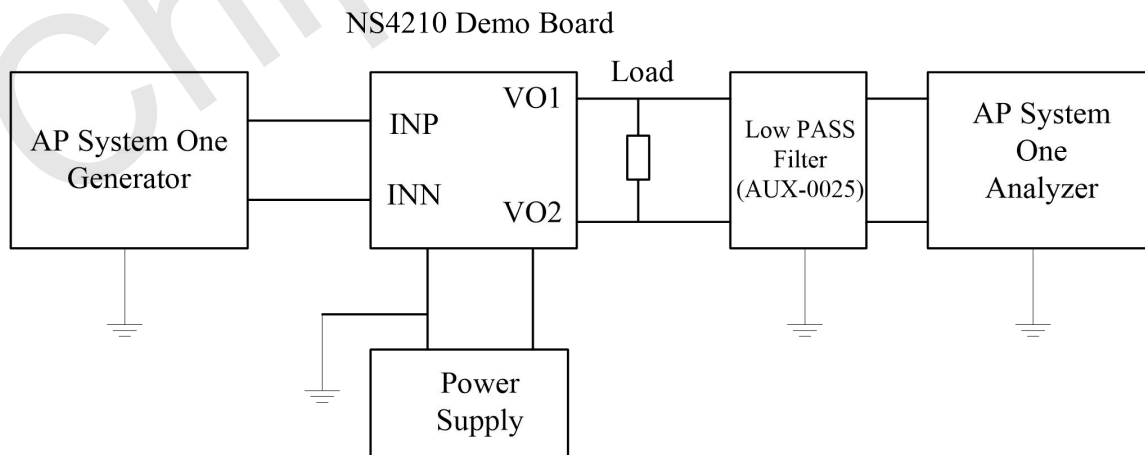 NS4210 Demo Board
AP System One
Generator
INP
INN
VO1
VO2
Load
Low PASS
Filter
(AUX-0025)
AP System
One
Analyzer
Power
Supply